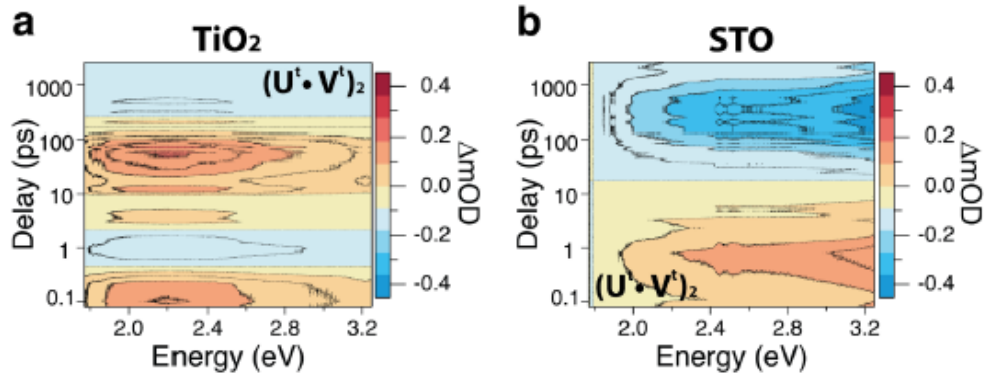 a
TiO₂
(Uᵗ·Vᵗ)₂
Delay (ps)
1000
100
10
1
0.1
2.0 2.4 2.8 3.2
Energy (eV)
0.4
0.2
0.0
-0.2
-0.4
ΔmOD
b
STO
(Uᵗ·Vᵗ)₂
Delay (ps)
1000
100
10
1
0.1
2.0 2.4 2.8 3.2
Energy (eV)
0.4
0.2
0.0
-0.2
-0.4
ΔmOD